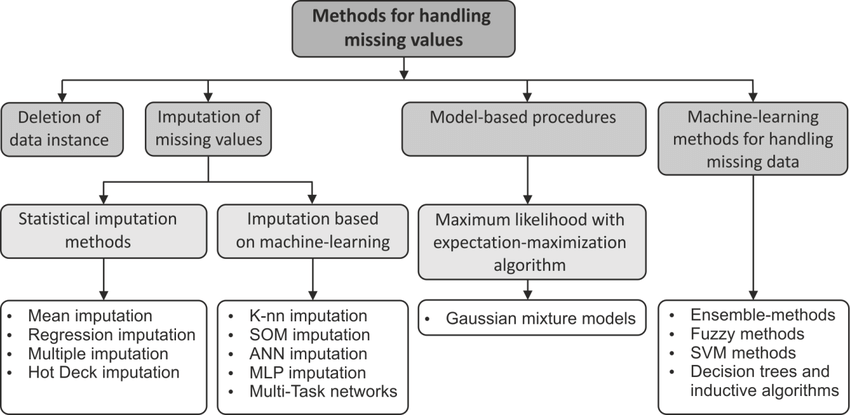 Methods for handling
missing values
Deletion of
data instance
Imputation of
missing values
Model-based procedures
Machine-learning
methods for handling
missing data
Statistical imputation
methods
Imputation based
on machine-learning
Maximum likelihood with
expectation-maximization
algorithm
• Mean imputation
• Regression imputation
• Multiple imputation
• Hot Deck imputation
• K-nn imputation
• SOM imputation
• ANN imputation
• MLP imputation
• Multi-Task networks
• Gaussian mixture models
• Ensemble-methods
• Fuzzy methods
• SVM methods
• Decision trees and
inductive algorithms